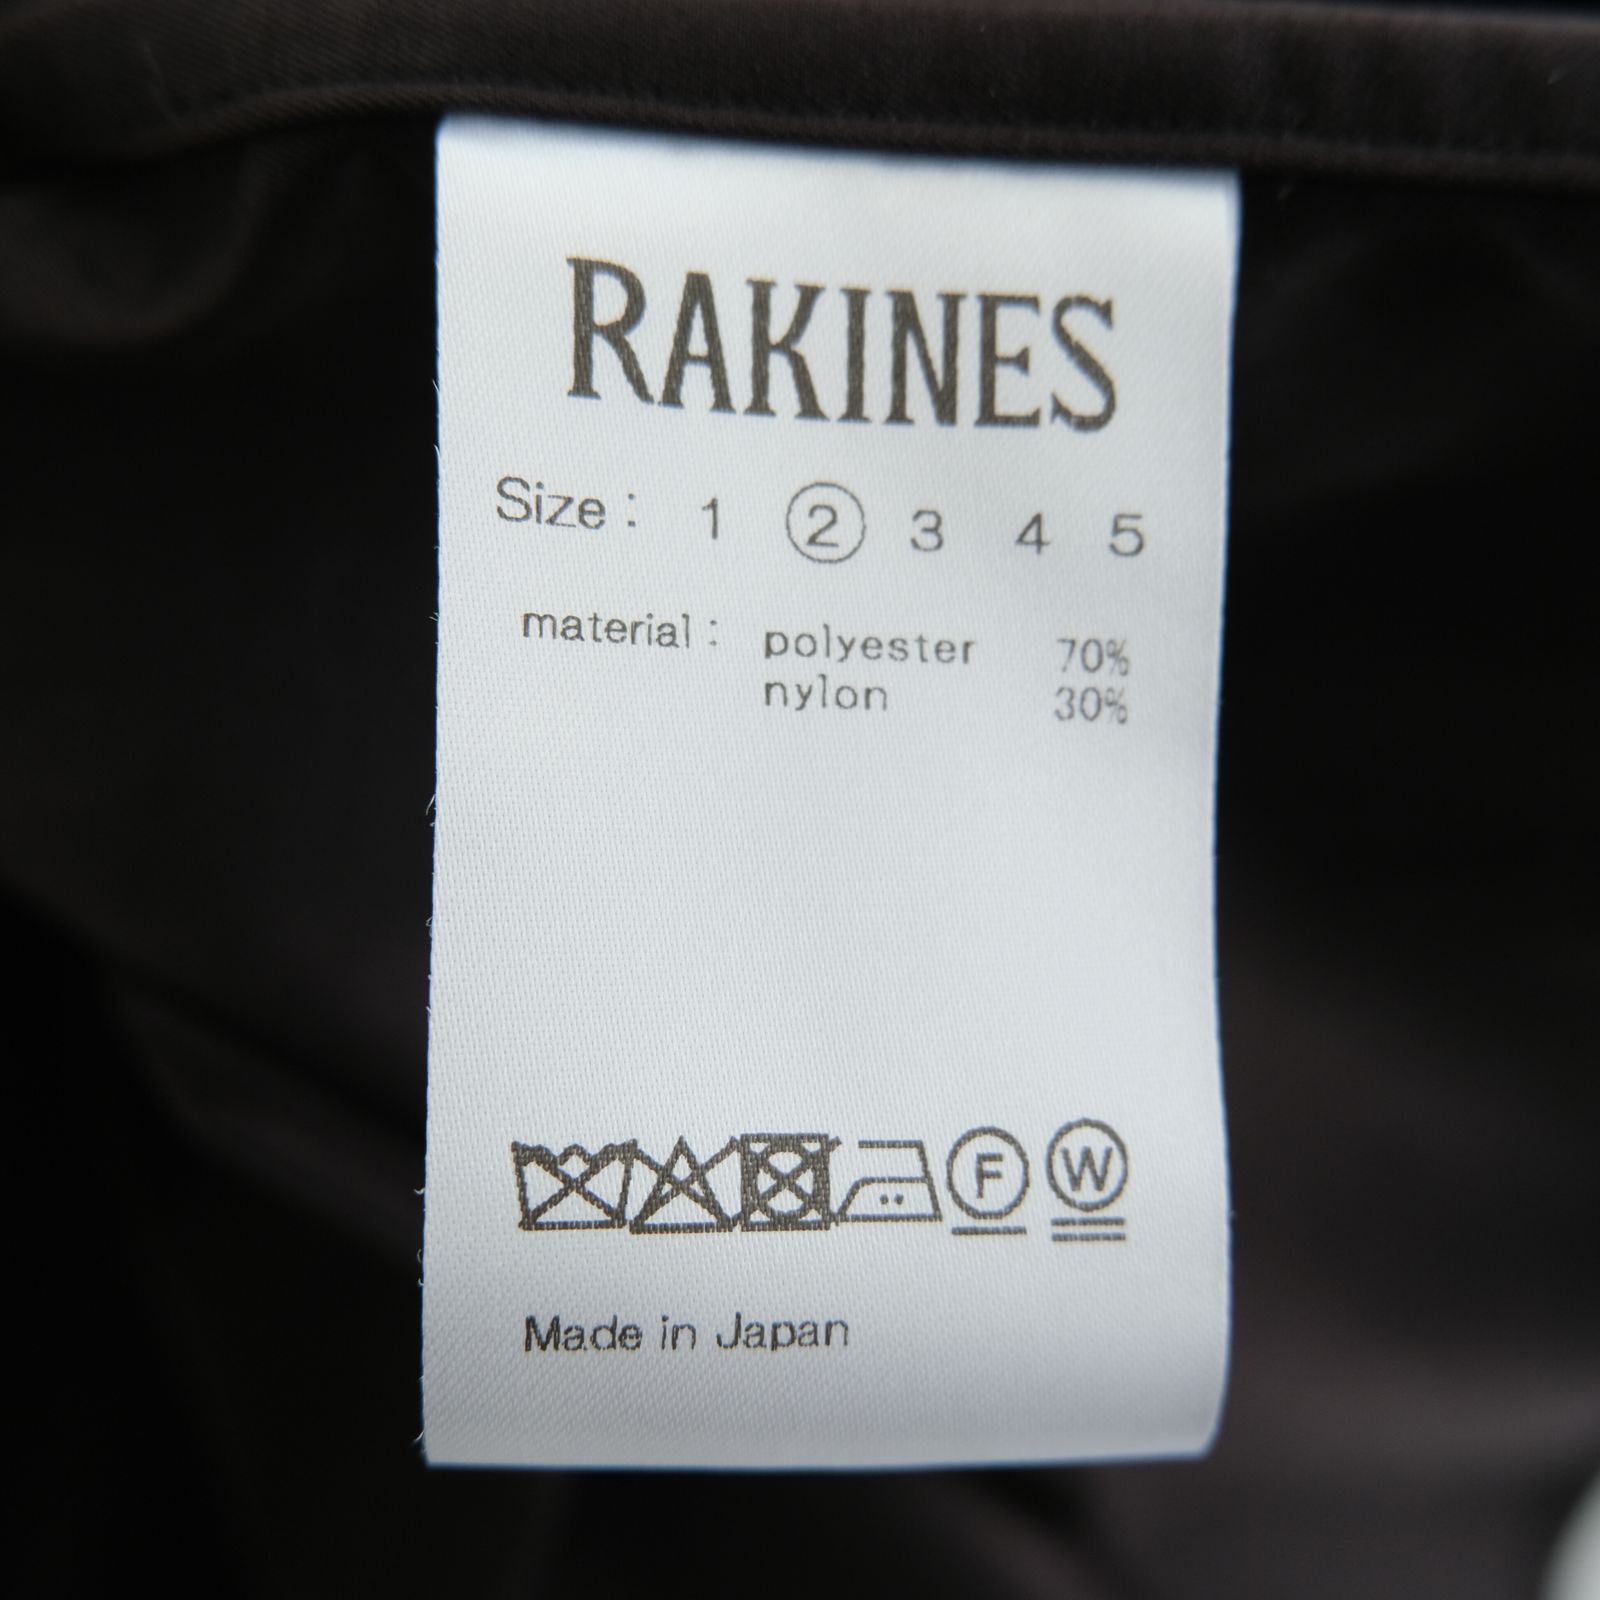 RAKINES
Size : 1 ② 3 4 5
material : polyester 70%
nylon 30%
F W
Made in Japan